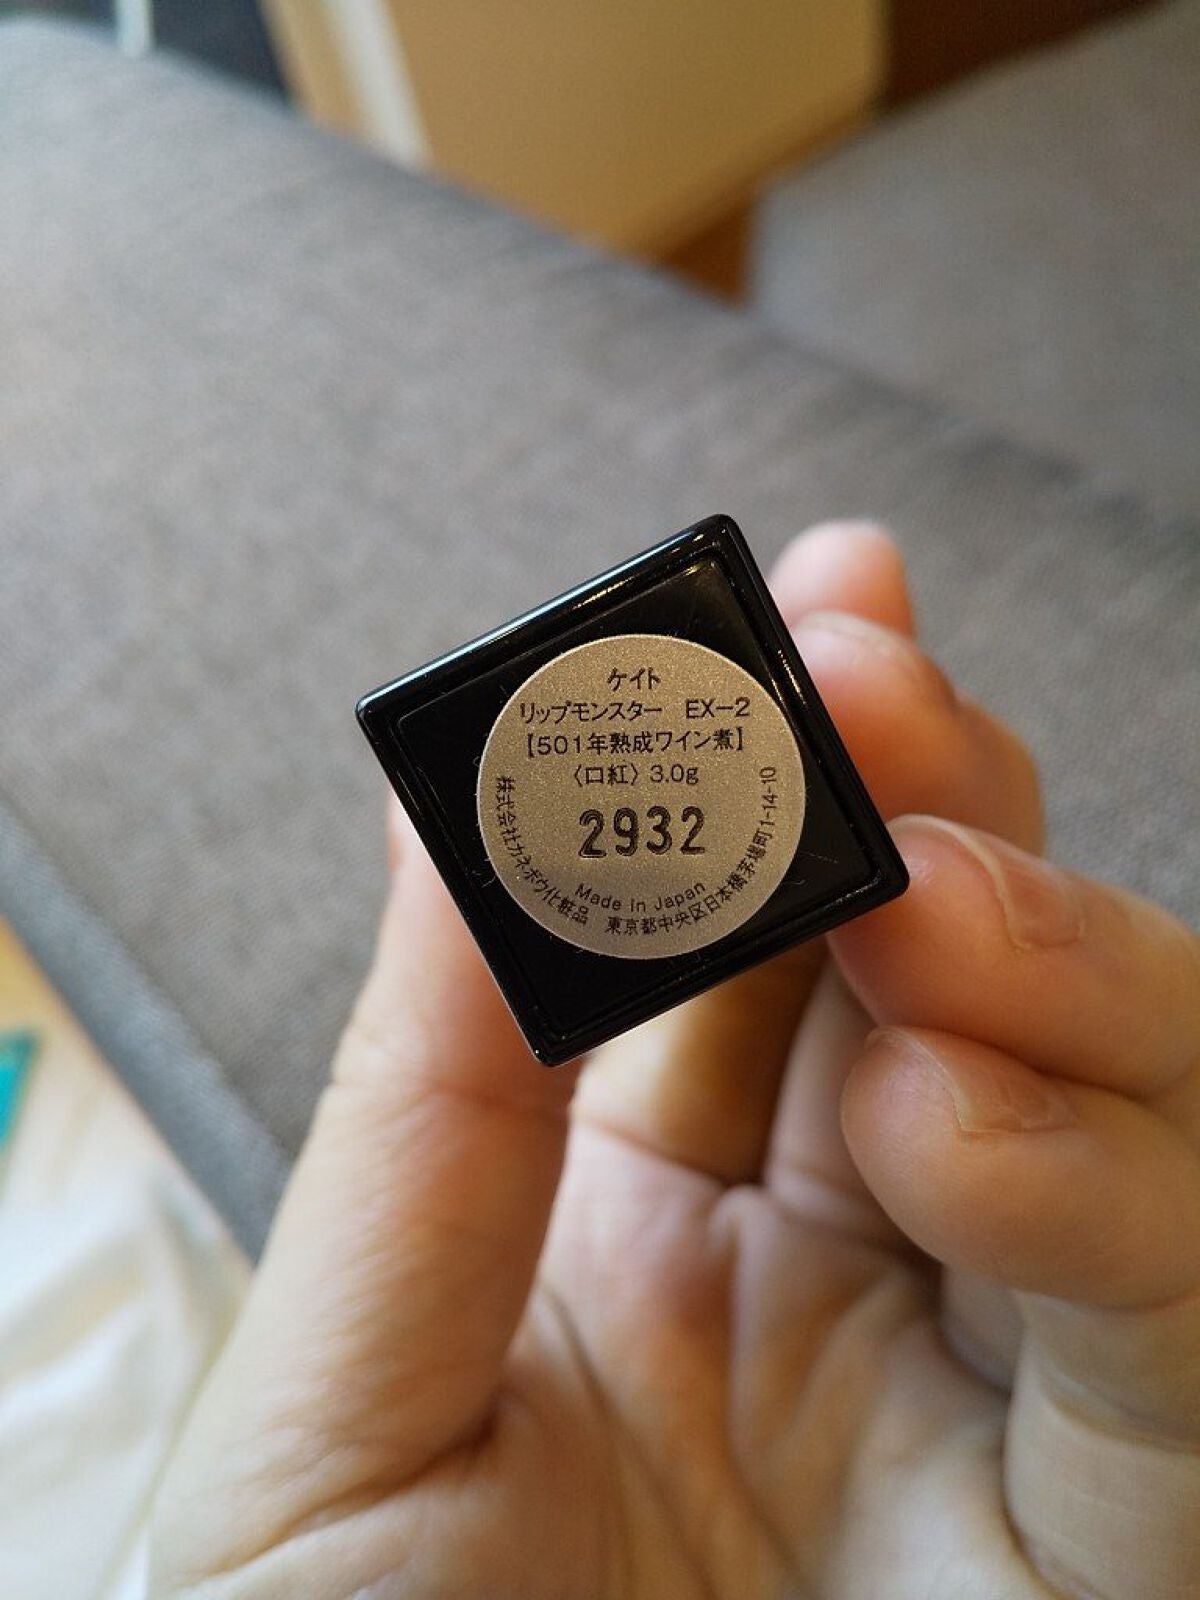 ケイト
リップモンスター　EX-2
【501年熟成ワイン煮】
〈口紅〉3.0g
2932
Made in Japan
株式会社カネボウ化粧品　東京都中央区日本橋茅場町1-14-10